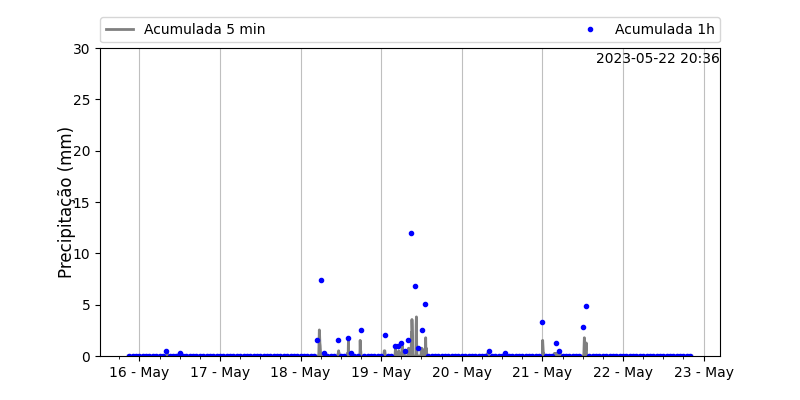 Acumulada 5 min
Acumulada 1h
2023-05-22 20:36
Precipitação (mm)
30
25
20
15
10
5
0
16 - May
17 - May
18 - May
19 - May
20 - May
21 - May
22 - May
23 - May